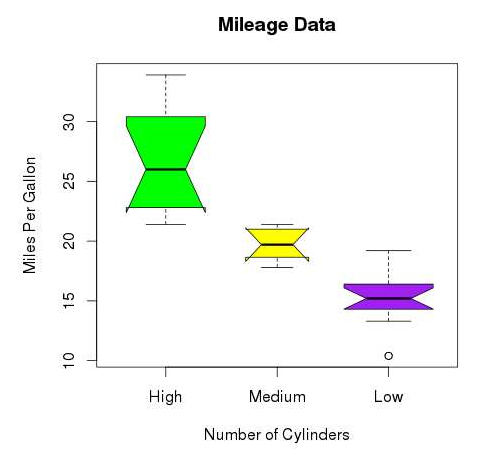 Mileage Data
Miles Per Gallon
30
25
20
15
10
High Medium Low
Number of Cylinders